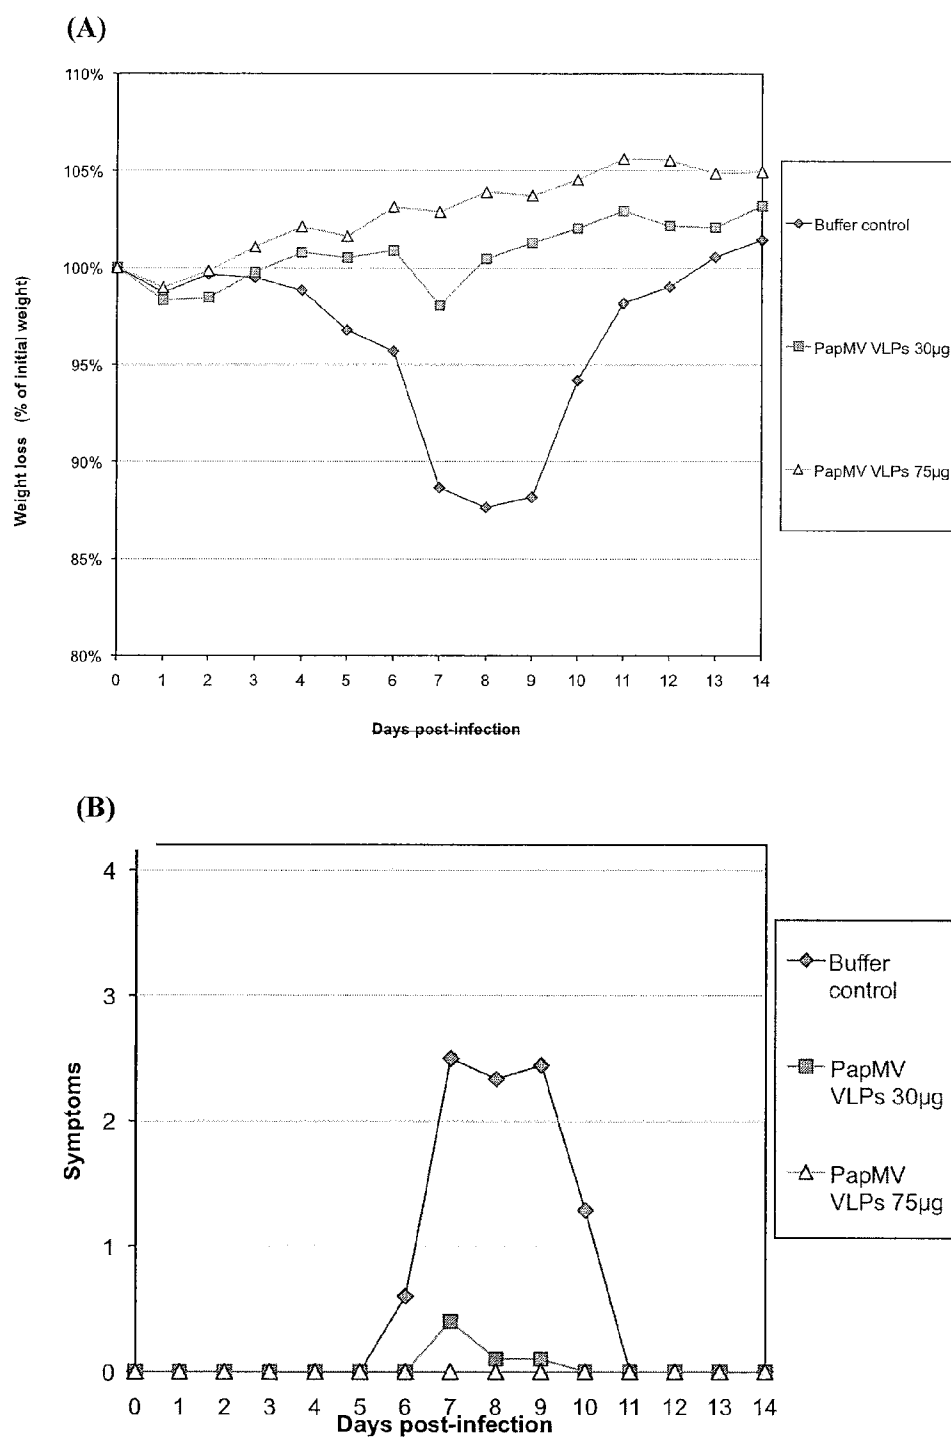 (A)
110%
105%
100%
95%
90%
85%
80%
Weight loss (% of initial weight)
0 1 2 3 4 5 6 7 8 9 10 11 12 13 14
Days post-infection
Buffer control
PapMV VLPs 30µg
PapMV VLPs 75µg
(B)
4
3
2
1
0
Symptoms
0 1 2 3 4 5 6 7 8 9 10 11 12 13 14
Days post-infection
Buffer
control
PapMV
VLPs 30µg
PapMV
VLPs 75µg